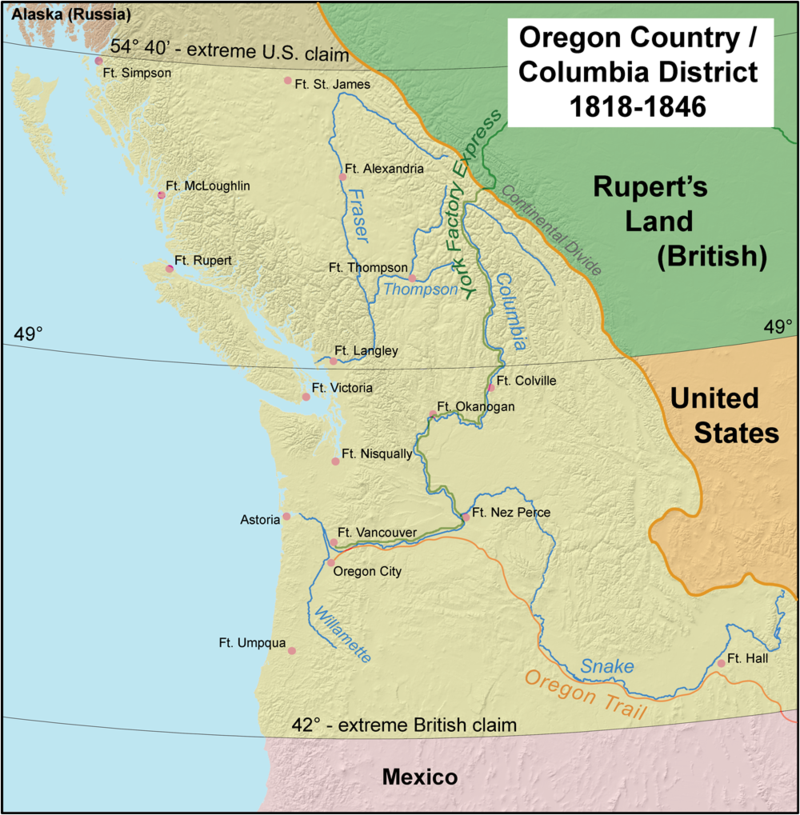 Alaska (Russia)
Oregon Country /
Columbia District
1818-1846
54° 40' - extreme U.S. claim
Ft. Simpson
Ft. St. James
York Factory Express
Ft. Alexandria
Ft. McLoughlin
Fraser
Continental Divide
Rupert's
Land
(British)
Ft. Rupert
Ft. Thompson
Thompson
Columbia
49°
49°
Ft. Langley
Ft. Victoria
Ft. Colville
Ft. Okanogan
United
States
Ft. Nisqually
Astoria
Ft. Nez Perce
Ft. Vancouver
Oregon City
Willamette
Ft. Umpqua
Snake
Ft. Hall
Oregon Trail
42° - extreme British claim
Mexico